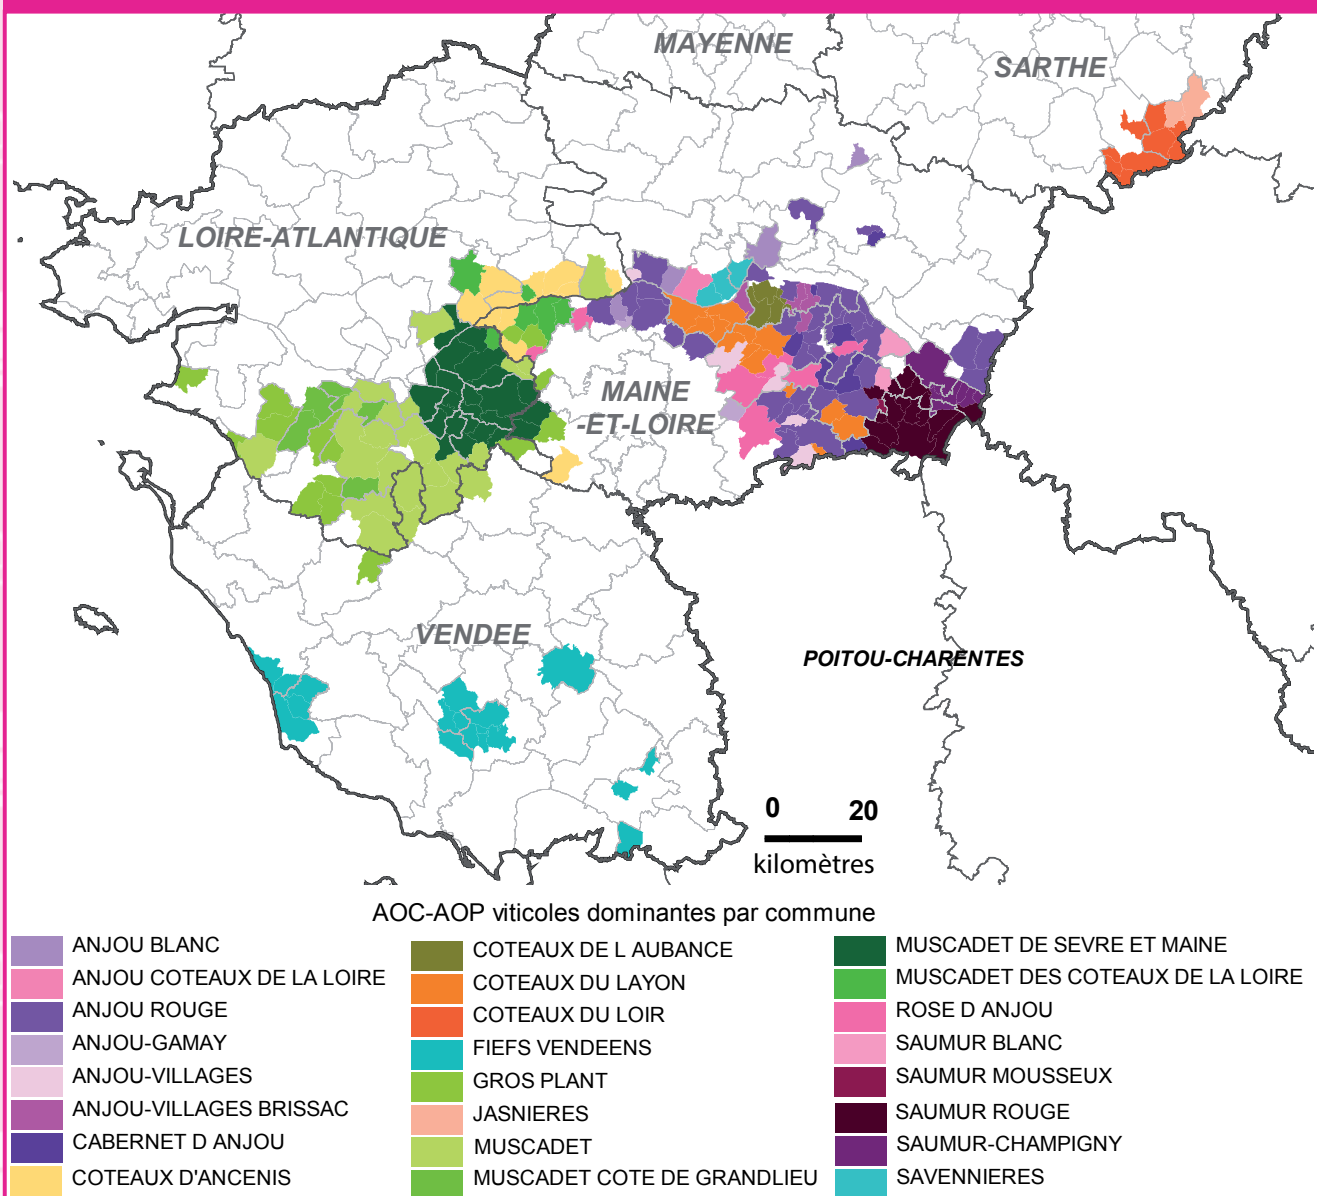 MAYENNE
SARTHE
LOIRE-ATLANTIQUE
MAINE
-ET-LOIRE
VENDEE
POITOU-CHARENTES
0 20
kilomètres
AOC-AOP viticoles dominantes par commune
ANJOU BLANC
ANJOU COTEAUX DE LA LOIRE
ANJOU ROUGE
ANJOU-GAMAY
ANJOU-VILLAGES
ANJOU-VILLAGES BRISSAC
CABERNET D ANJOU
COTEAUX D'ANCENIS
COTEAUX DE L AUBANCE
COTEAUX DU LAYON
COTEAUX DU LOIR
FIEFS VENDEENS
GROS PLANT
JASNIERES
MUSCADET
MUSCADET COTE DE GRANDLIEU
MUSCADET DE SEVRE ET MAINE
MUSCADET DES COTEAUX DE LA LOIRE
ROSE D ANJOU
SAUMUR BLANC
SAUMUR MOUSSEUX
SAUMUR ROUGE
SAUMUR-CHAMPIGNY
SAVENNIERES